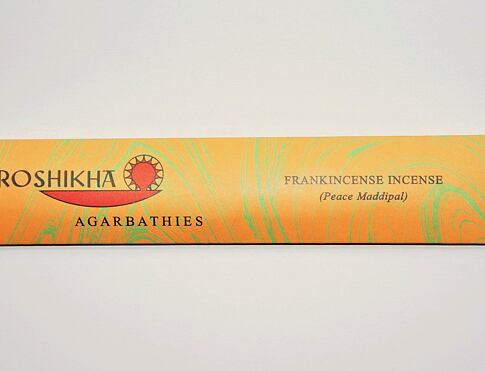 ROSHIKHA
AGARBATHIES
FRANKINCENSE INCENSE
(Peace Maddipal)